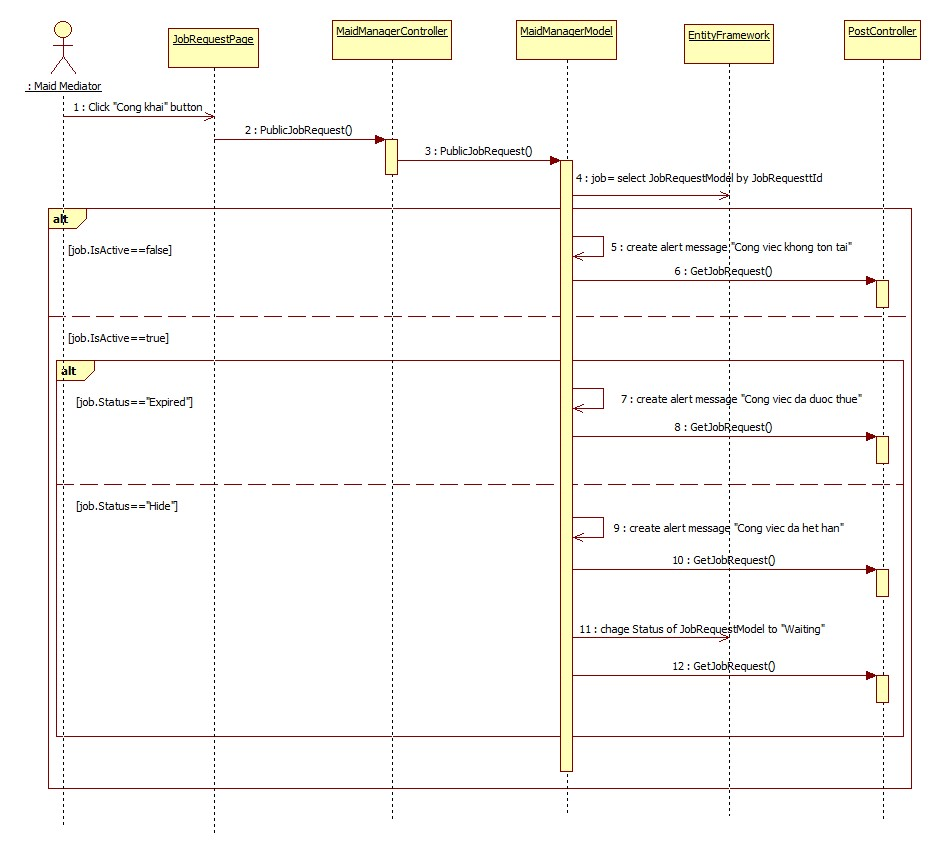 JobRequestPage
MaidManagerController
MaidManagerModel
EntityFramework
PostController
: Maid Mediator
1 : Click "Cong khai" button
2 : PublicJobRequest()
3 : PublicJobRequest()
4 : job= select JobRequestModel by JobRequesttId
alt
[job.IsActive==false]
5 : create alert message "Cong viec khong ton tai"
6 : GetJobRequest()
[job.IsActive==true]
alt
[job.Status=="Expired"]
7 : create alert message "Cong viec da duoc thue"
8 : GetJobRequest()
[job.Status=="Hide"]
9 : create alert message "Cong viec da het han"
10 : GetJobRequest()
11 : chage Status of JobRequestModel to "Waiting"
12 : GetJobRequest()